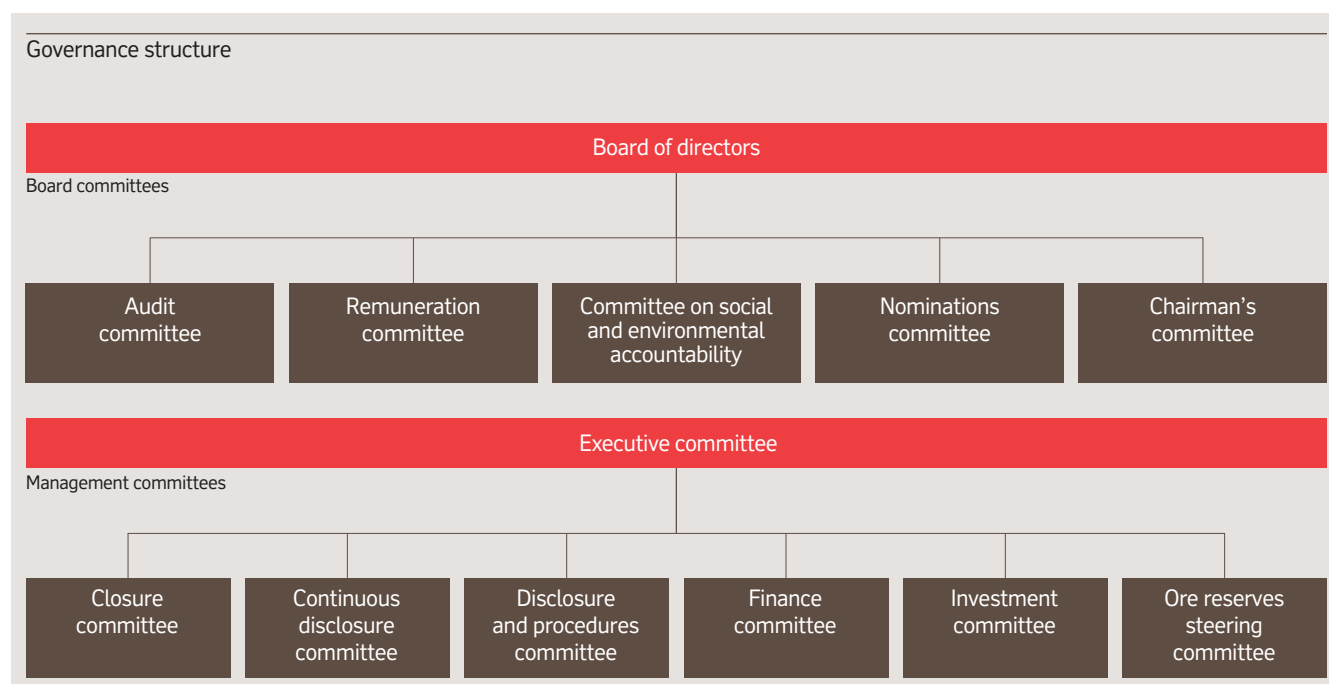 Governance structure
Board of directors
Board committees
Audit
committee
Remuneration
committee
Committee on social
and environmental
accountability
Nominations
committee
Chairman’s
committee
Executive committee
Management committees
Closure
committee
Continuous
disclosure
committee
Disclosure
and procedures
committee
Finance
committee
Investment
committee
Ore reserves
steering
committee